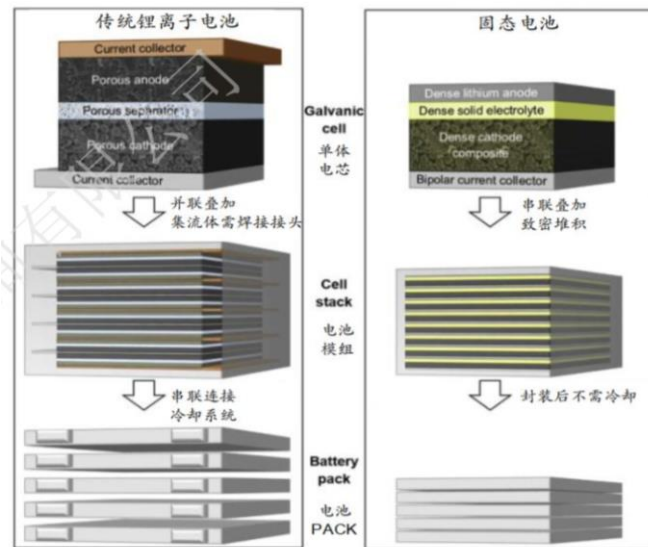 传统锂离子电池
Current collector
Porous anode
Porous separator
Porous cathode
Current collector
并联叠加
集流体需焊接接头
串联连接
冷却系统
Galvanic
cell
单体
电芯
Cell
stack
电池
模组
Battery
pack
电池
PACK
固态电池
Dense lithium anode
Dense solid electrolyte
Dense cathode
composite
Bipolar current collector
串联叠加
致密堆积
封装后不需冷却
有限公司